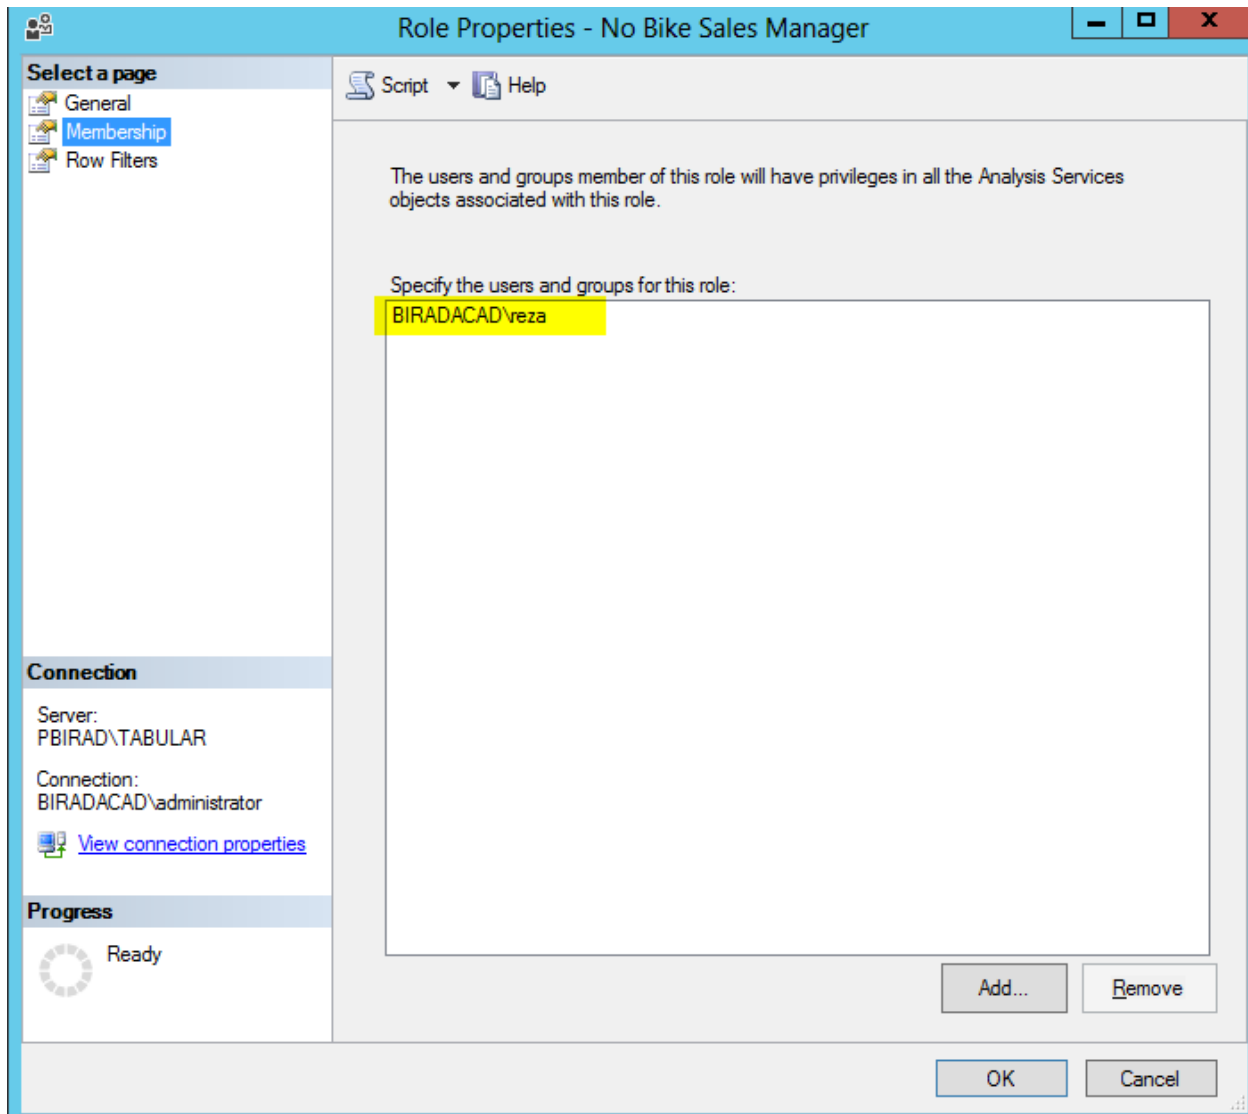 Role Properties - No Bike Sales Manager
Select a page
General
Membership
Row Filters
Script
Help
The users and groups member of this role will have privileges in all the Analysis Services
objects associated with this role.
Specify the users and groups for this role:
BIRADACAD\reza
Connection
Server:
PBIRAD\TABULAR
Connection:
BIRADACAD\administrator
View connection properties
Progress
Ready
Add...
Remove
OK
Cancel